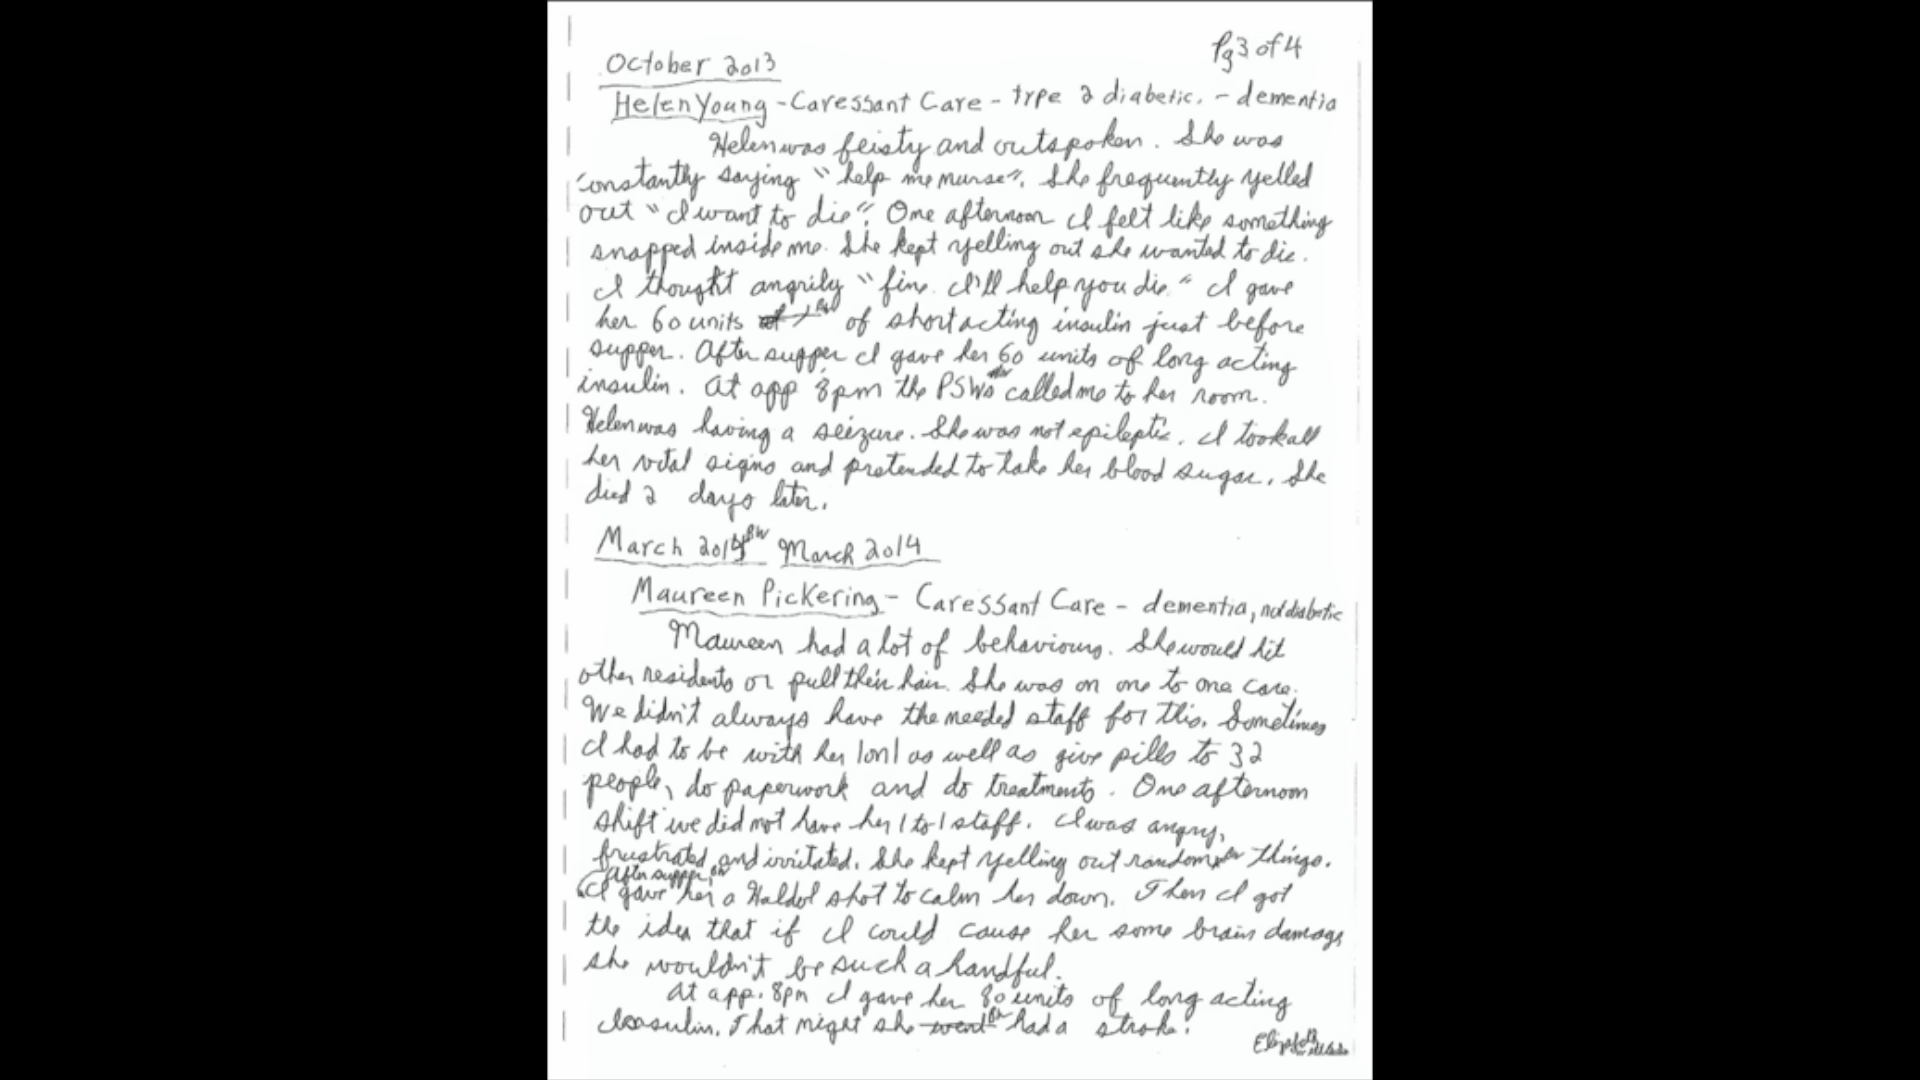 Pg 3 of 4
October 2013
Helen Young - Caressant Care - type 2 diabetic. - dementia
Helen was feisty and outspoken. She was
constantly saying "help me nurse". She frequently yelled
out "I want to die". One afternoon I felt like something
snapped inside me. She kept yelling out she wanted to die.
I thought angrily "fine. I'll help you die." I gave
her 60 units of short acting insulin just before
supper. After supper I gave her 60 units of long acting
insulin. At app 8pm the PSWs called me to her room.
Helen was having a seizure. She was not epileptic. I took all
her vital signs and pretended to take her blood sugar. She
died 2 days later.
March 2014 March 2014
Maureen Pickering - Caressant Care - dementia, not diabetic
Maureen had a lot of behaviours. She would hit
other residents or pull their hair. She was on one to one care.
We didn't always have the needed staff for this. Sometimes
I had to be with her 1on1 as well as give pills to 32
people, do paperwork and do treatments. One afternoon
shift we did not have her 1 to 1 staff. I was angry,
frustrated and irritated. She kept yelling out random things.
After supper
I gave her a Haldol shot to calm her down. Then I got
the idea that if I could cause her some brain damage
she wouldn't be such a handful.
At app. 8pm I gave her 80 units of long acting
insulin. That night she went had a stroke.